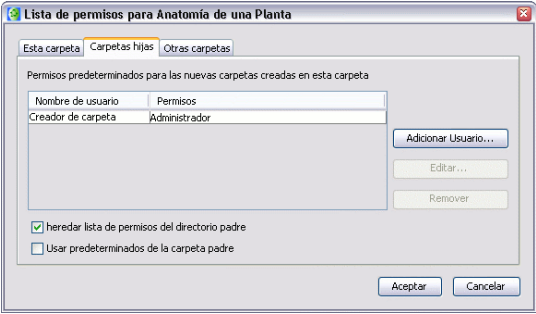 Lista de permisos para Anatomía de una Planta
Esta carpeta Carpetas hijas Otras carpetas
Permisos predeterminados para las nuevas carpetas creadas en esta carpeta
Nombre de usuario Permisos
Creador de carpeta Administrador
Adicionar Usuario...
Editar...
Remover
heredar lista de permisos del directorio padre
Usar predeterminados de la carpeta padre
Aceptar Cancelar